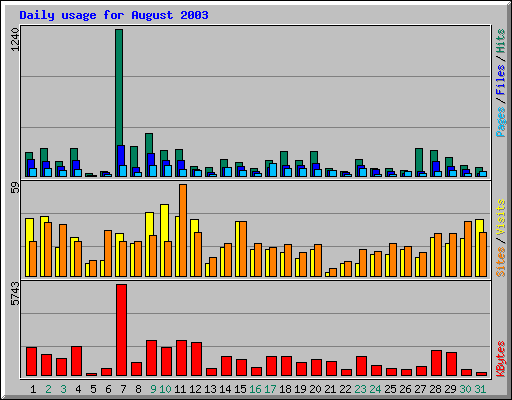 Daily usage for August 2003
1240
Pages / Files / Hits
59
Sites / Visits
5743
KBytes
1 2 3 4 5 6 7 8 9 10 11 12 13 14 15 16 17 18 19 20 21 22 23 24 25 26 27 28 29 30 31